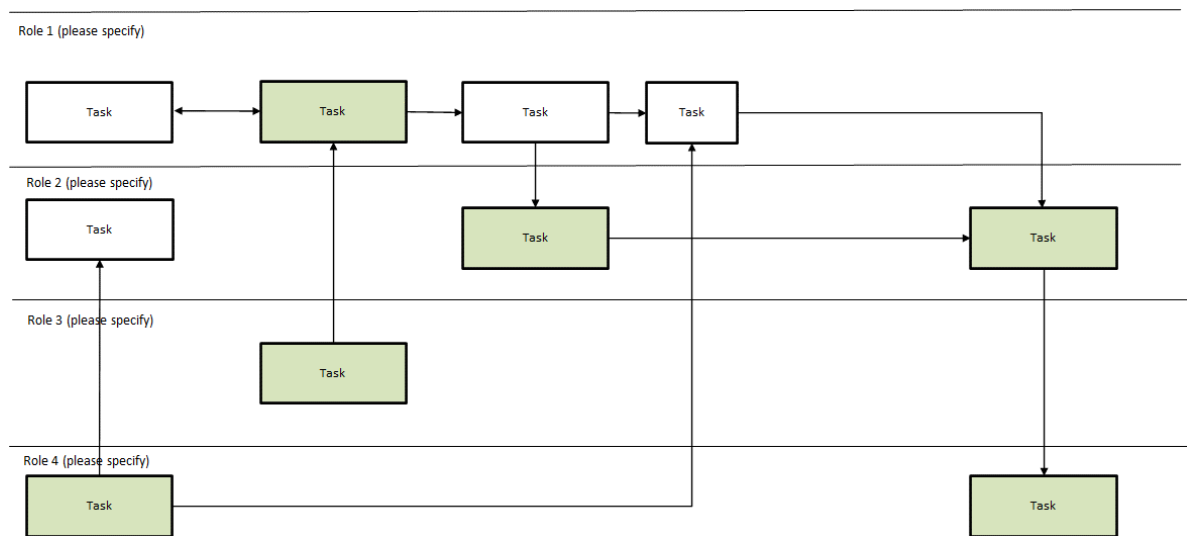 Role 1 (please specify)
Task
Task
Task
Task
Role 2 (please specify)
Task
Task
Task
Role 3 (please specify)
Task
Role 4 (please specify)
Task
Task